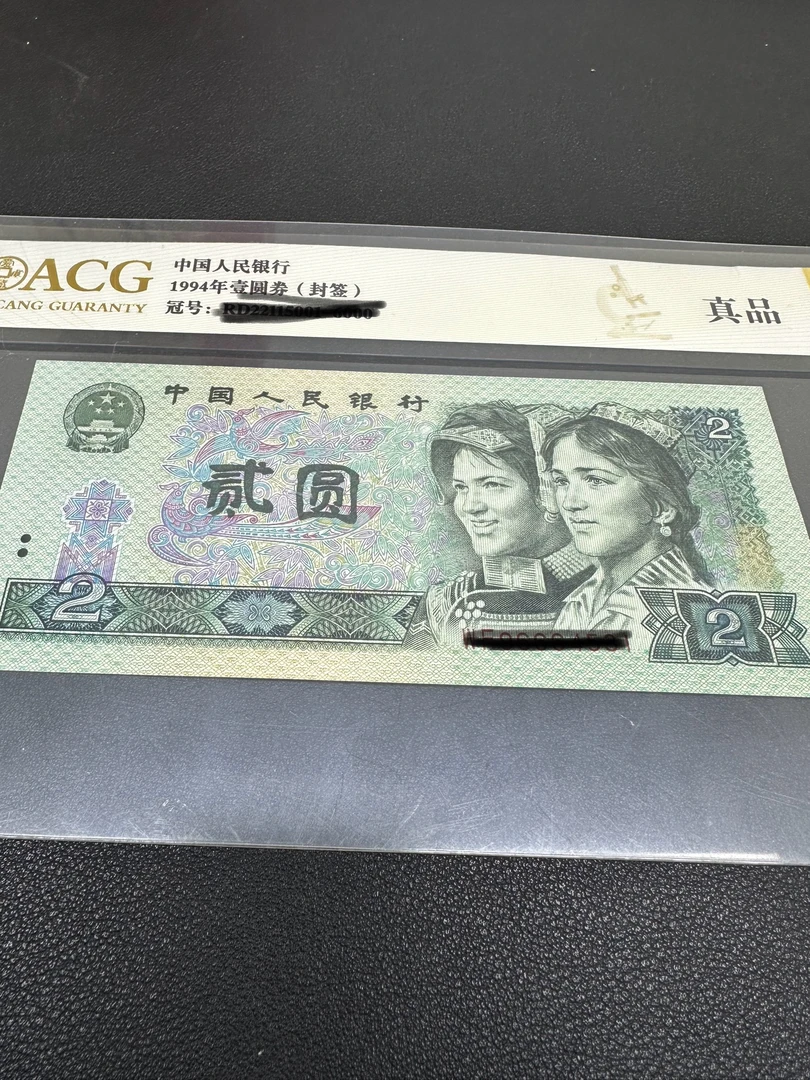 ACG
CANG GUARANTY
中国人民银行
1994年壹圆券（封签）
冠号：
真品
中国人民银行
贰圆
2
2
2